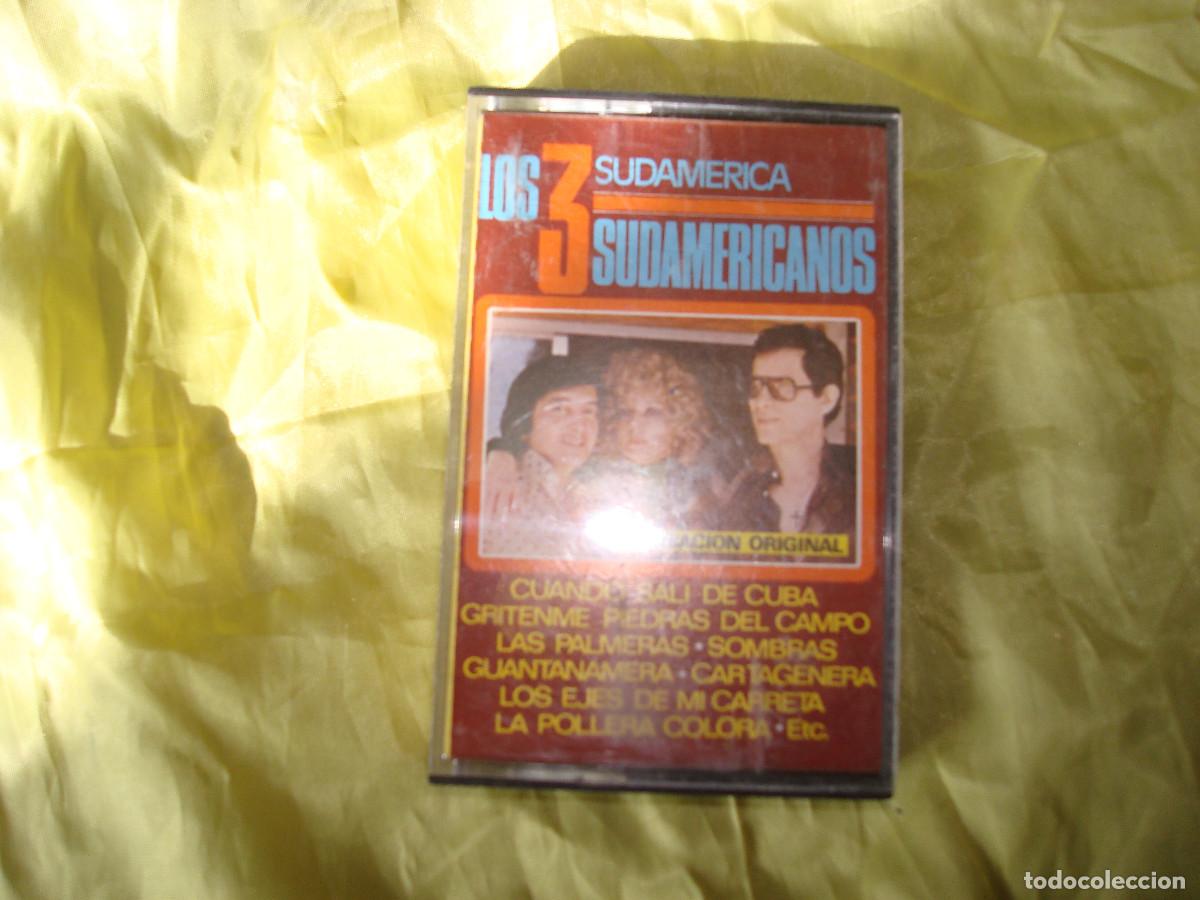 LOS 3 SUDAMERICA
SUDAMERICANOS
ORIGINAL
CUANDO SALI DE CUBA
GRITENME PIEDRAS DEL CAMPO
LAS PALMERAS • SOMBRAS
GUANTANAMERA • CARTAGENERA
LOS EJES DE MI CARRETA
LA POLLERA COLORA • Etc.
todocoleccion